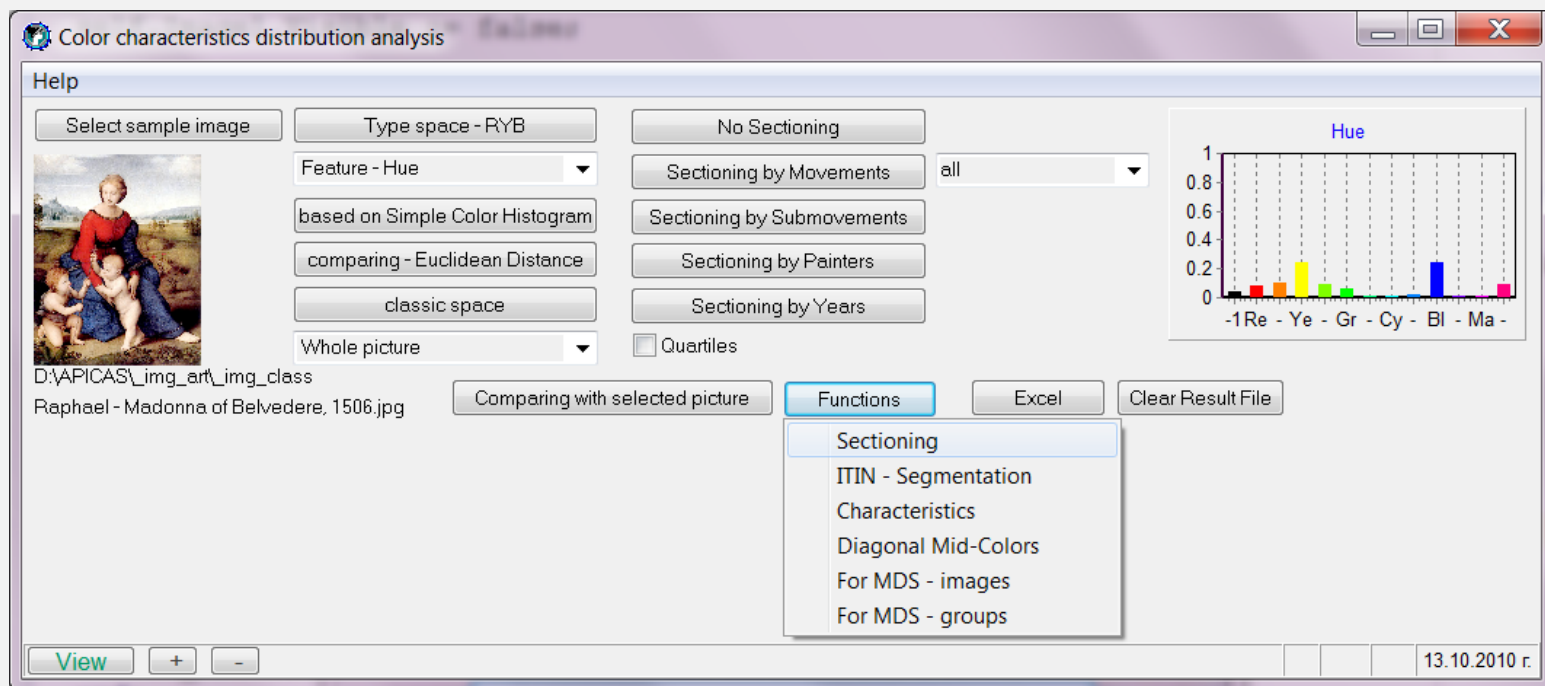 Color characteristics distribution analysis
Help
Select sample image
Type space - RYB
No Sectioning
Feature - Hue
Sectioning by Movements
all
based on Simple Color Histogram
Sectioning by Submovements
comparing - Euclidean Distance
Sectioning by Painters
classic space
Sectioning by Years
Whole picture
Quartiles
Hue
1
0.8
0.6
0.4
0.2
0
-1 Re - Ye - Gr - Cy - Bl - Ma -
D:\APICAS\_img_art\_img_class
Raphael - Madonna of Belvedere, 1506.jpg
Comparing with selected picture
Functions
Excel
Clear Result File
Sectioning
ITIN - Segmentation
Characteristics
Diagonal Mid-Colors
For MDS - images
For MDS - groups
View
+
-
13.10.2010 г.